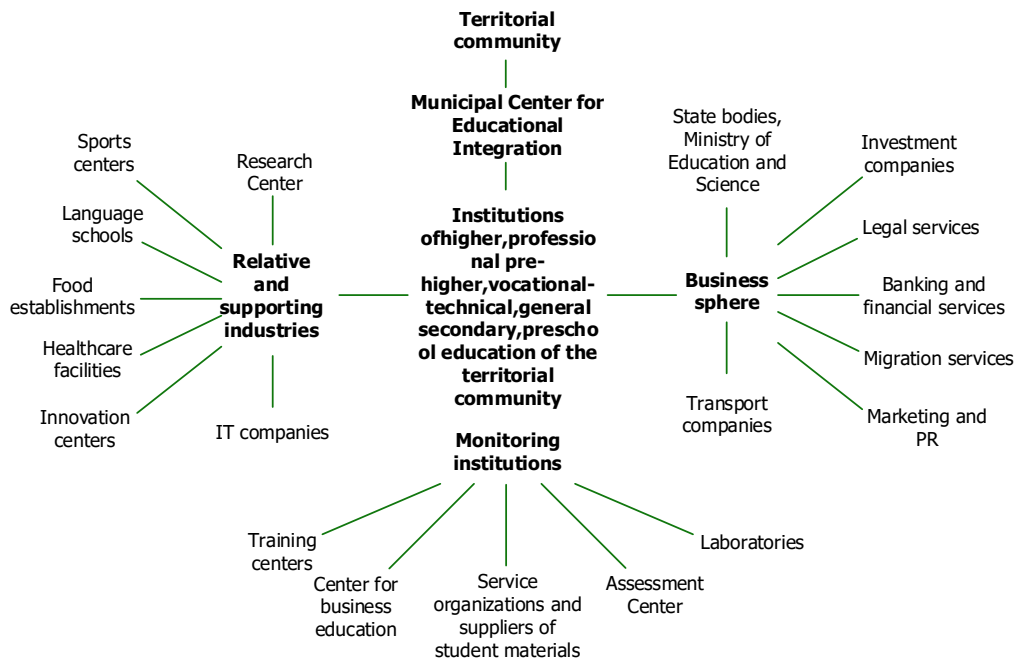 Territorial
community
Municipal Center for
Educational
Integration
Sports
centers
Research
Center
Language
schools
Food
establishments
Healthcare
facilities
Innovation
centers
IT companies
Relative
and
supporting
industries
Institutions
ofhigher,professio
nal pre-
higher,vocational-
technical,general
secondary,prescho
ol education of the
territorial
community
Business
sphere
State bodies,
Ministry of
Education and
Science
Investment
companies
Legal services
Banking and
financial services
Migration services
Marketing and
PR
Transport
companies
Monitoring
institutions
Training
centers
Center for
business
education
Service
organizations and
suppliers of
student materials
Assessment
Center
Laboratories